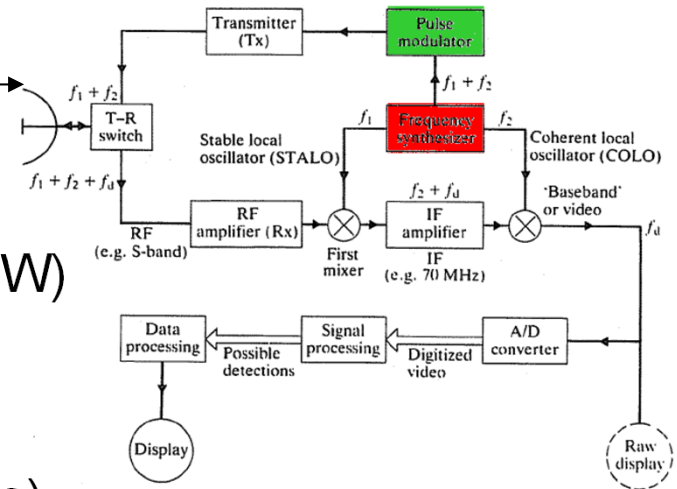 Transmitter
(Tx)
Pulse
modulator
f₁ + f₂
f₁ + f₂
T–R
switch
f₁
Frequency
synthesizer
f₂
Stable local
oscillator (STALO)
Coherent local
oscillator (COLO)
f₁ + f₂ + fd
f₂ + fd
'Baseband'
or video
RF
amplifier (Rx)
IF
amplifier
fd
RF
(e.g. S-band)
First
mixer
IF
(e.g. 70 MHz)
W)
Data
processing
Signal
processing
A/D
converter
Possible
detections
Digitized
video
Display
Raw
display